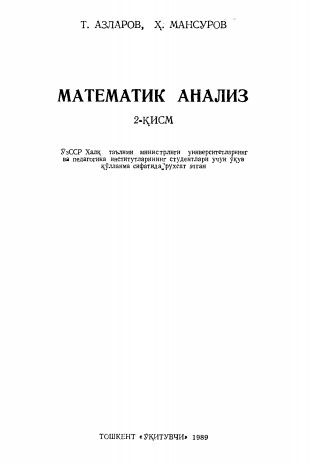 Т. АЗЛАРОВ, Ҳ. МАНСУРОВ
МАТЕМАТИК АНАЛИЗ
2-ҚИСМ
ЎзССР Халқ таълими министрлиги университетларнинг
ва педагогика институтларининг студентлари учун ўқув
қўлланма сифатида рухсат этган
ТОШКЕНТ «ЎҚИТУВЧИ» 1989